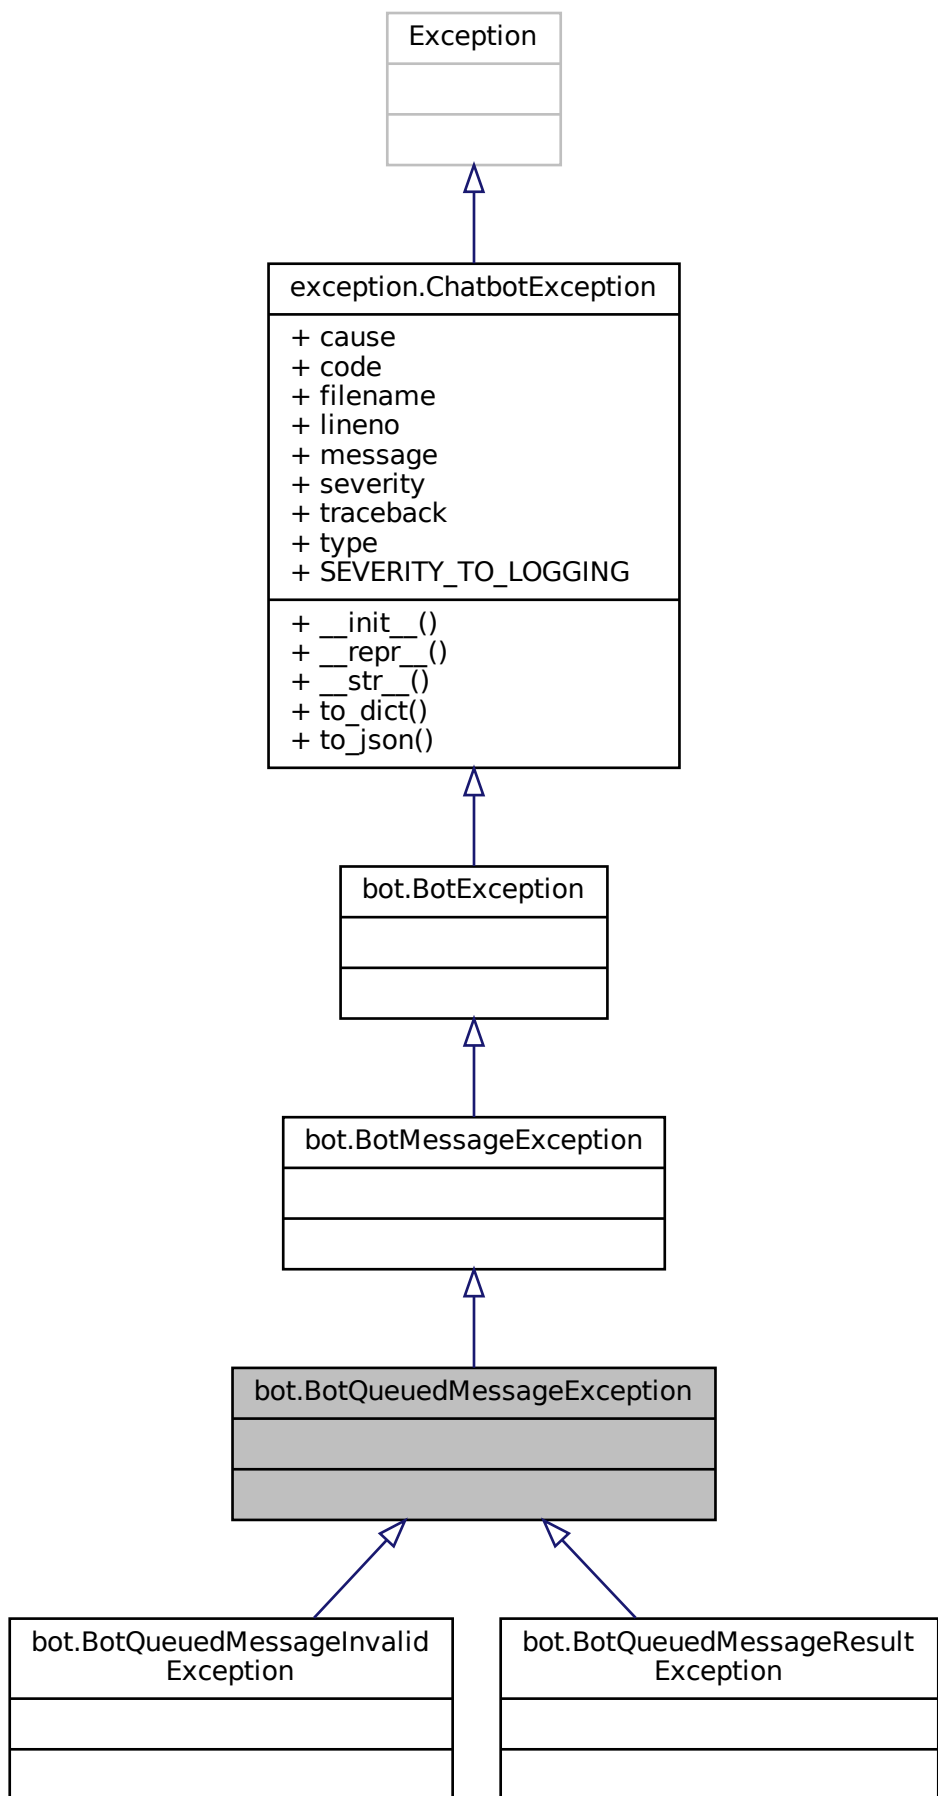 Exception
exception.ChatbotException
+ cause
+ code
+ filename
+ lineno
+ message
+ severity
+ traceback
+ type
+ SEVERITY_TO_LOGGING
+ __init__()
+ __repr__()
+ __str__()
+ to_dict()
+ to_json()
bot.BotException
bot.BotMessageException
bot.BotQueuedMessageException
bot.BotQueuedMessageInvalid
Exception
bot.BotQueuedMessageResult
Exception